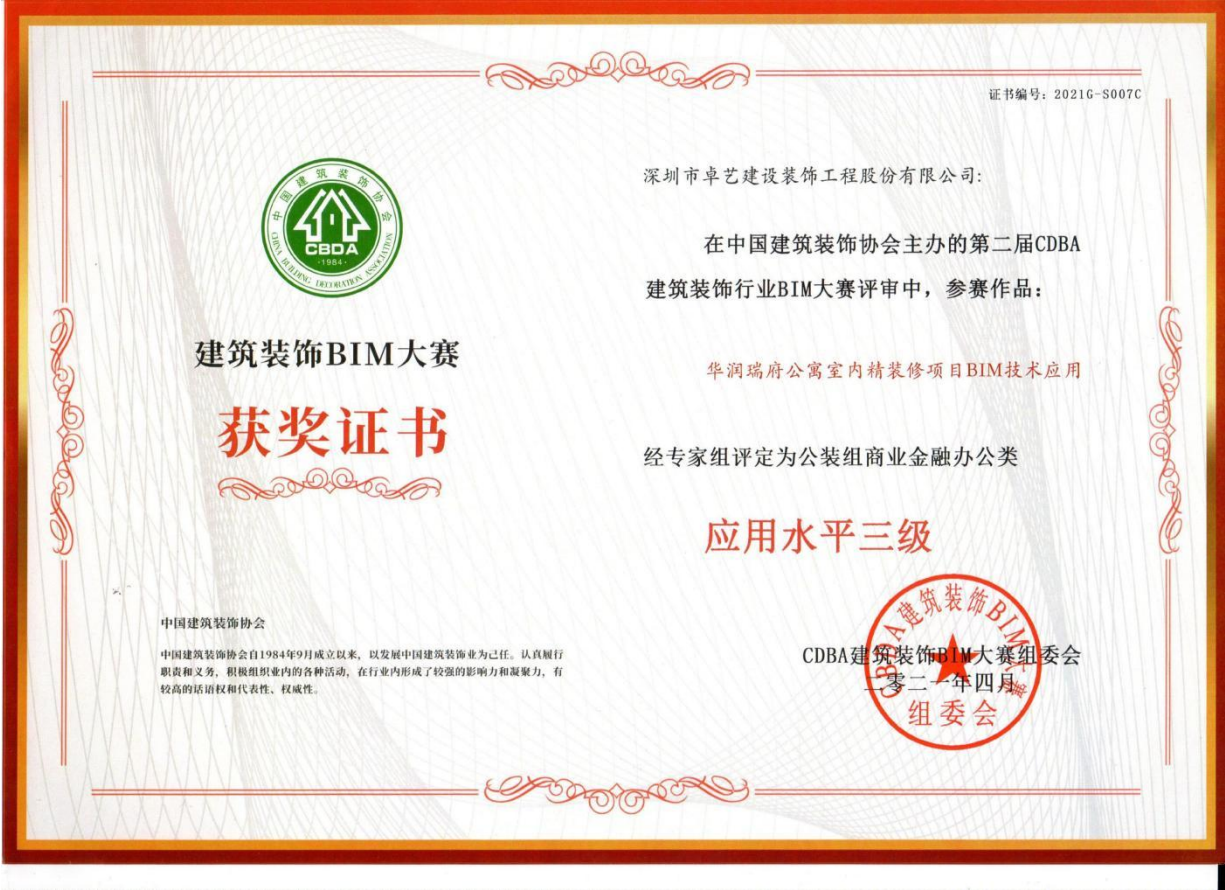 证书编号：2021G-S007C
中国建筑装饰协会
CBDA
·1984·
CHINA BUILDING DECORATION ASSOCIATION
建筑装饰BIM大赛
获奖证书
中国建筑装饰协会
中国建筑装饰协会自1984年9月成立以来，以发展中国建筑装饰业为己任。认真履行
职责和义务，积极组织业内的各种活动，在行业内形成了较强的影响力和凝聚力，有
较高的话语权和代表性、权威性。
深圳市卓艺建设装饰工程股份有限公司:
在中国建筑装饰协会主办的第二届CDBA
建筑装饰行业BIM大赛评审中，参赛作品：
华润瑞府公寓室内精装修项目BIM技术应用
经专家组评定为公装组商业金融办公类
应用水平三级
CDBA建筑装饰BIM大赛组委会
二零二一年四月
CBDA建筑装饰BIM大赛
组委会